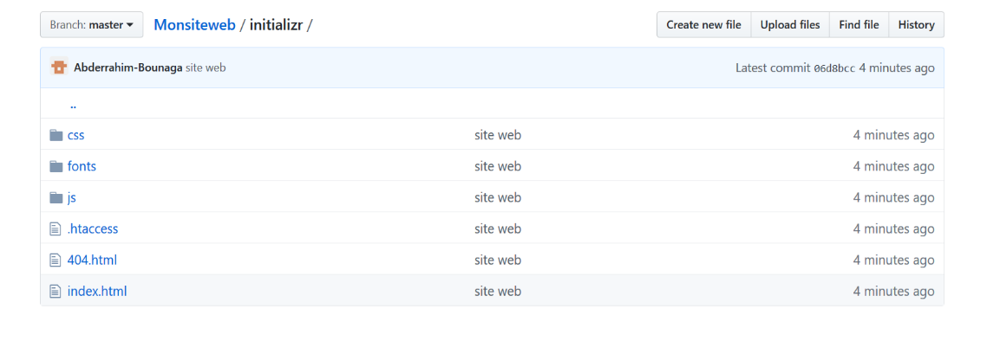 Branch: master Monsiteweb / initializr / Create new file Upload files Find file History
Abderrahim-Bounaga site web Latest commit 06d8bcc 4 minutes ago
..
css site web 4 minutes ago
fonts site web 4 minutes ago
js site web 4 minutes ago
.htaccess site web 4 minutes ago
404.html site web 4 minutes ago
index.html site web 4 minutes ago